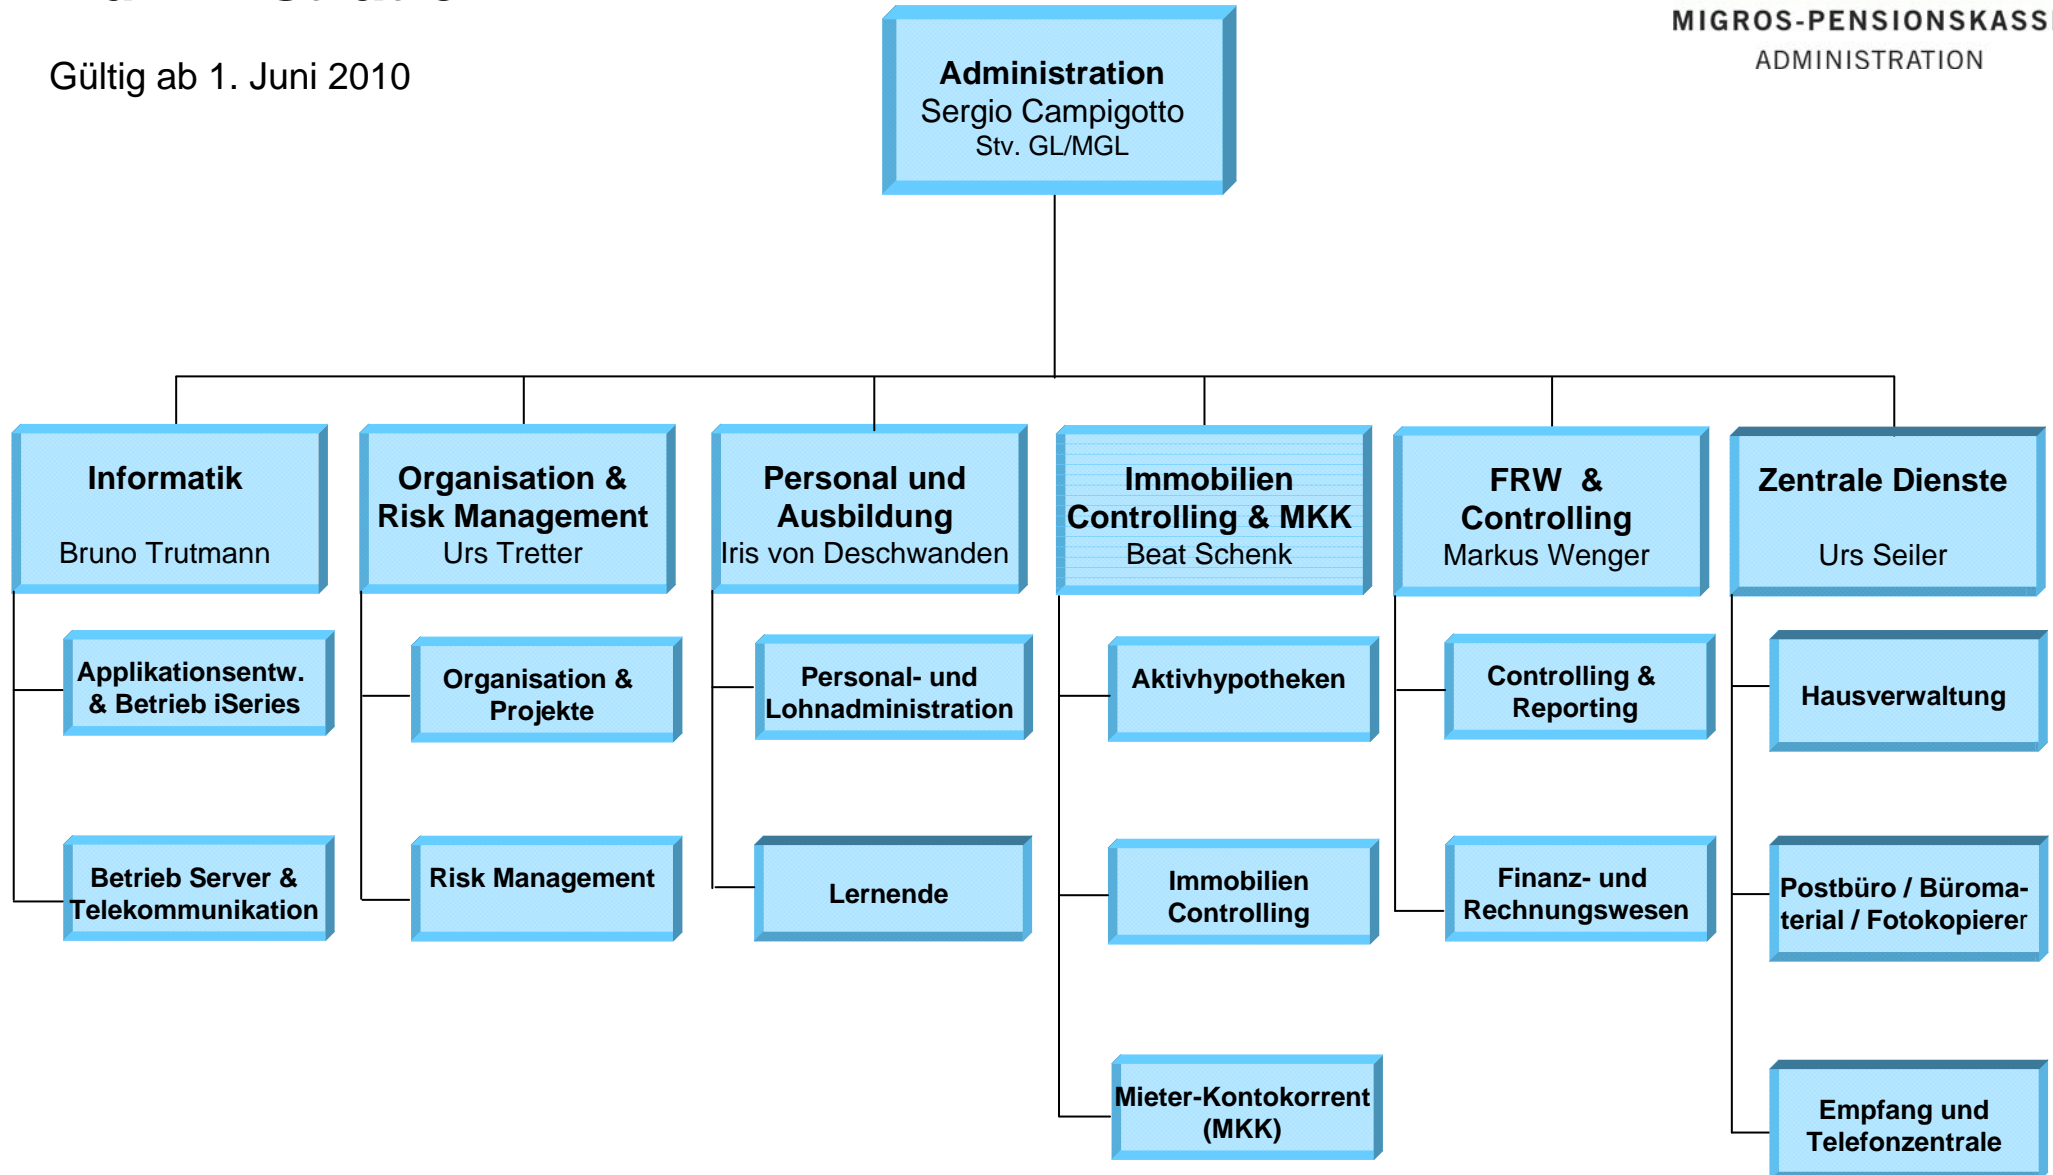 MIGROS-PENSIONSKASS
ADMINISTRATION
Gültig ab 1. Juni 2010
Administration
Sergio Campigotto
Stv. GL/MGL
Informatik
Bruno Trutmann
Organisation &
Risk Management
Urs Tretter
Personal und
Ausbildung
Iris von Deschwanden
Immobilien
Controlling & MKK
Beat Schenk
FRW &
Controlling
Markus Wenger
Zentrale Dienste
Urs Seiler
Applikationsentw.
& Betrieb iSeries
Organisation &
Projekte
Personal- und
Lohnadministration
Aktivhypotheken
Controlling &
Reporting
Hausverwaltung
Betrieb Server &
Telekommunikation
Risk Management
Lernende
Immobilien
Controlling
Finanz- und
Rechnungswesen
Postbüro / Büroma-
terial / Fotokopierer
Mieter-Kontokorrent
(MKK)
Empfang und
Telefonzentrale